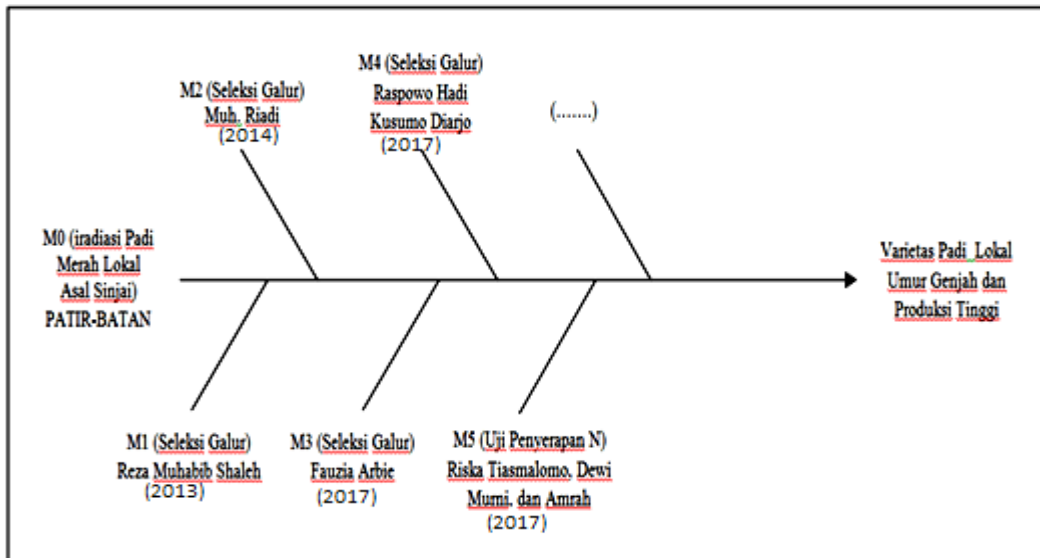 M4 (Seleksi Galur)
Raspowo Hadi
Kusumo Diarjo
(2017)
M2 (Seleksi Galur)
Muh. Riadi
(2014)
(........)
M0 (iradiasi Padi
Merah Lokal
Asal Sinjai)
PATIR-BATAN
Varietas Padi Lokal
Umur Genjah dan
Produksi Tinggi
M1 (Seleksi Galur)
Reza Muhabib Shaleh
(2013)
M3 (Seleksi Galur)
Fauzia Arbie
(2017)
M5 (Uji Penyerapan N)
Riska Tiasmalomo, Dewi
Murni, dan Amrah
(2017)